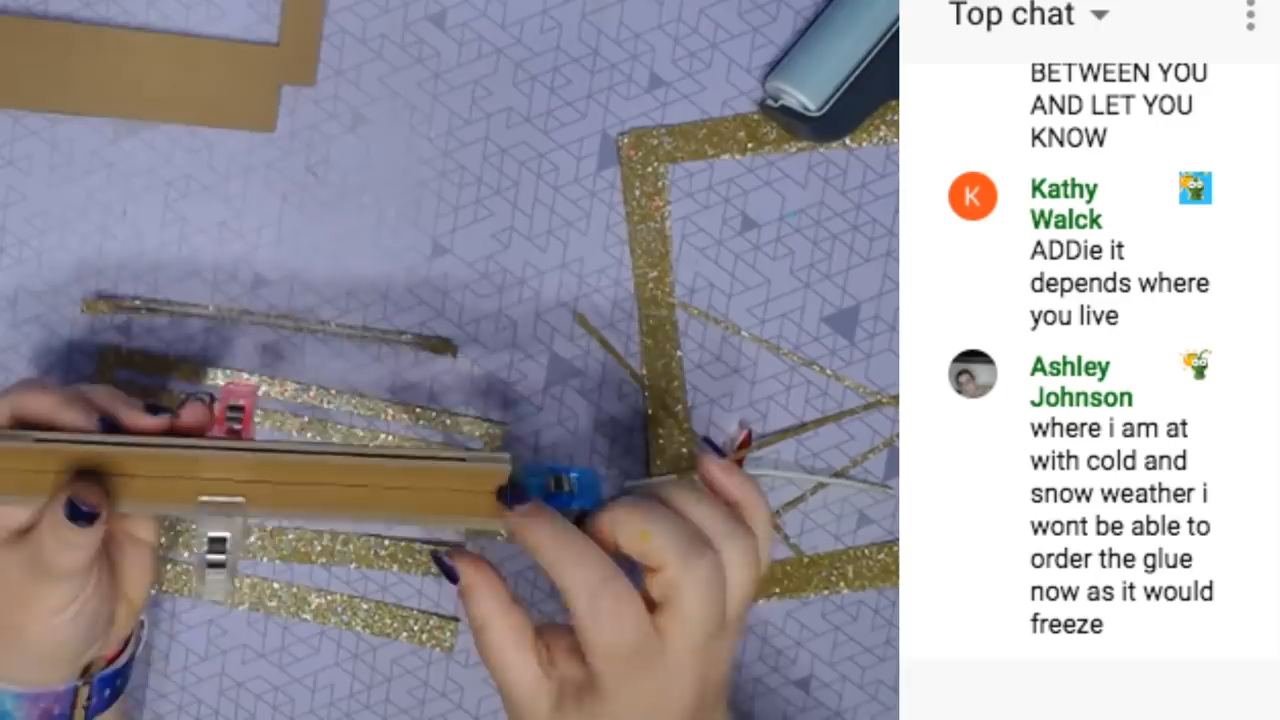 Top chat
BETWEEN YOU
AND LET YOU
KNOW
K
Kathy
Walck
ADDie it
depends where
you live
Ashley
Johnson
where i am at
with cold and
snow weather i
wont be able to
order the glue
now as it would
freeze